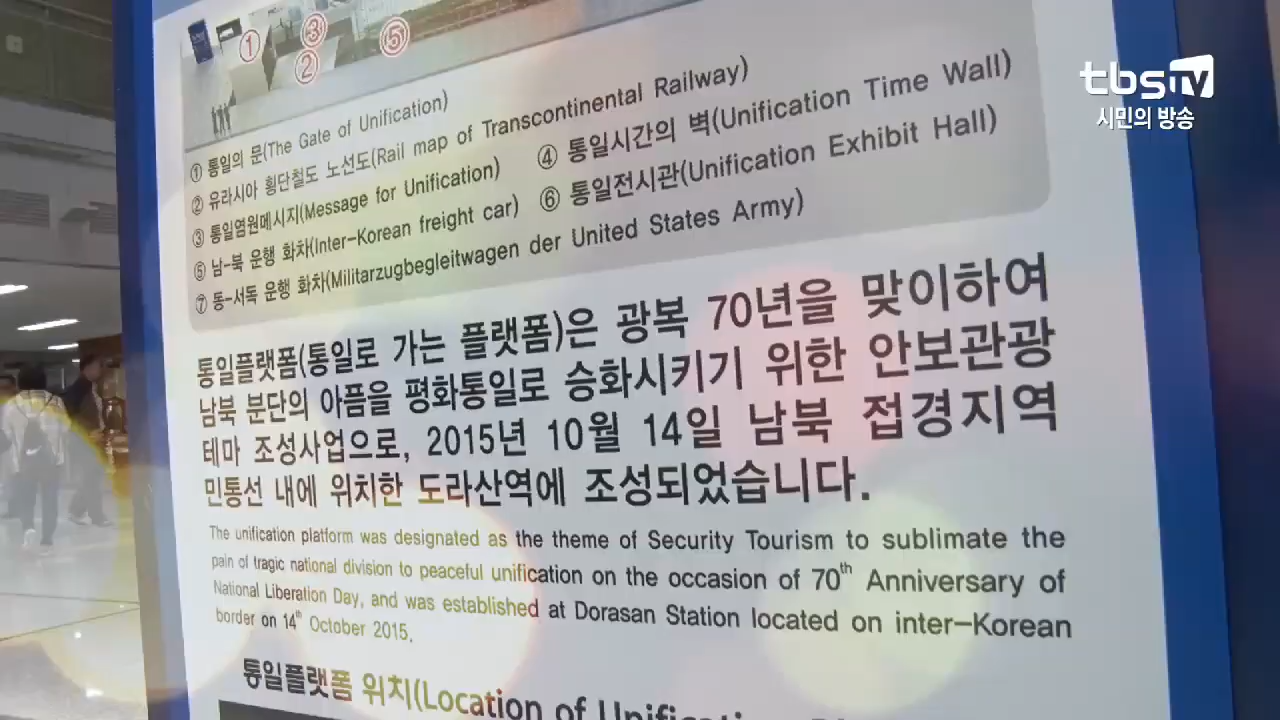 ① ③ ② ⑤
tbs TV
시민의 방송
① 통일의 문(The Gate of Unification)
② 유라시아 횡단철도 노선도(Rail map of Transcontinental Railway)
③ 통일염원메시지(Message for Unification) ④ 통일시간의 벽(Unification Time Wall)
⑤ 남-북 운행 화차(Inter-Korean freight car) ⑥ 통일전시관(Unification Exhibit Hall)
⑦ 동-서독 운행 화차(Militarzugbegleitwagen der United States Army)
통일플랫폼(통일로 가는 플랫폼)은 광복 70년을 맞이하여
남북 분단의 아픔을 평화통일로 승화시키기 위한 안보관광
테마 조성사업으로, 2015년 10월 14일 남북 접경지역
민통선 내에 위치한 도라산역에 조성되었습니다.
The unification platform was designated as the theme of Security Tourism to sublimate the
pain of tragic national division to peaceful unification on the occasion of 70th Anniversary of
National Liberation Day, and was established at Dorasan Station located on inter-Korean
border on 14th October 2015.
통일플랫폼 위치(Location of Unification